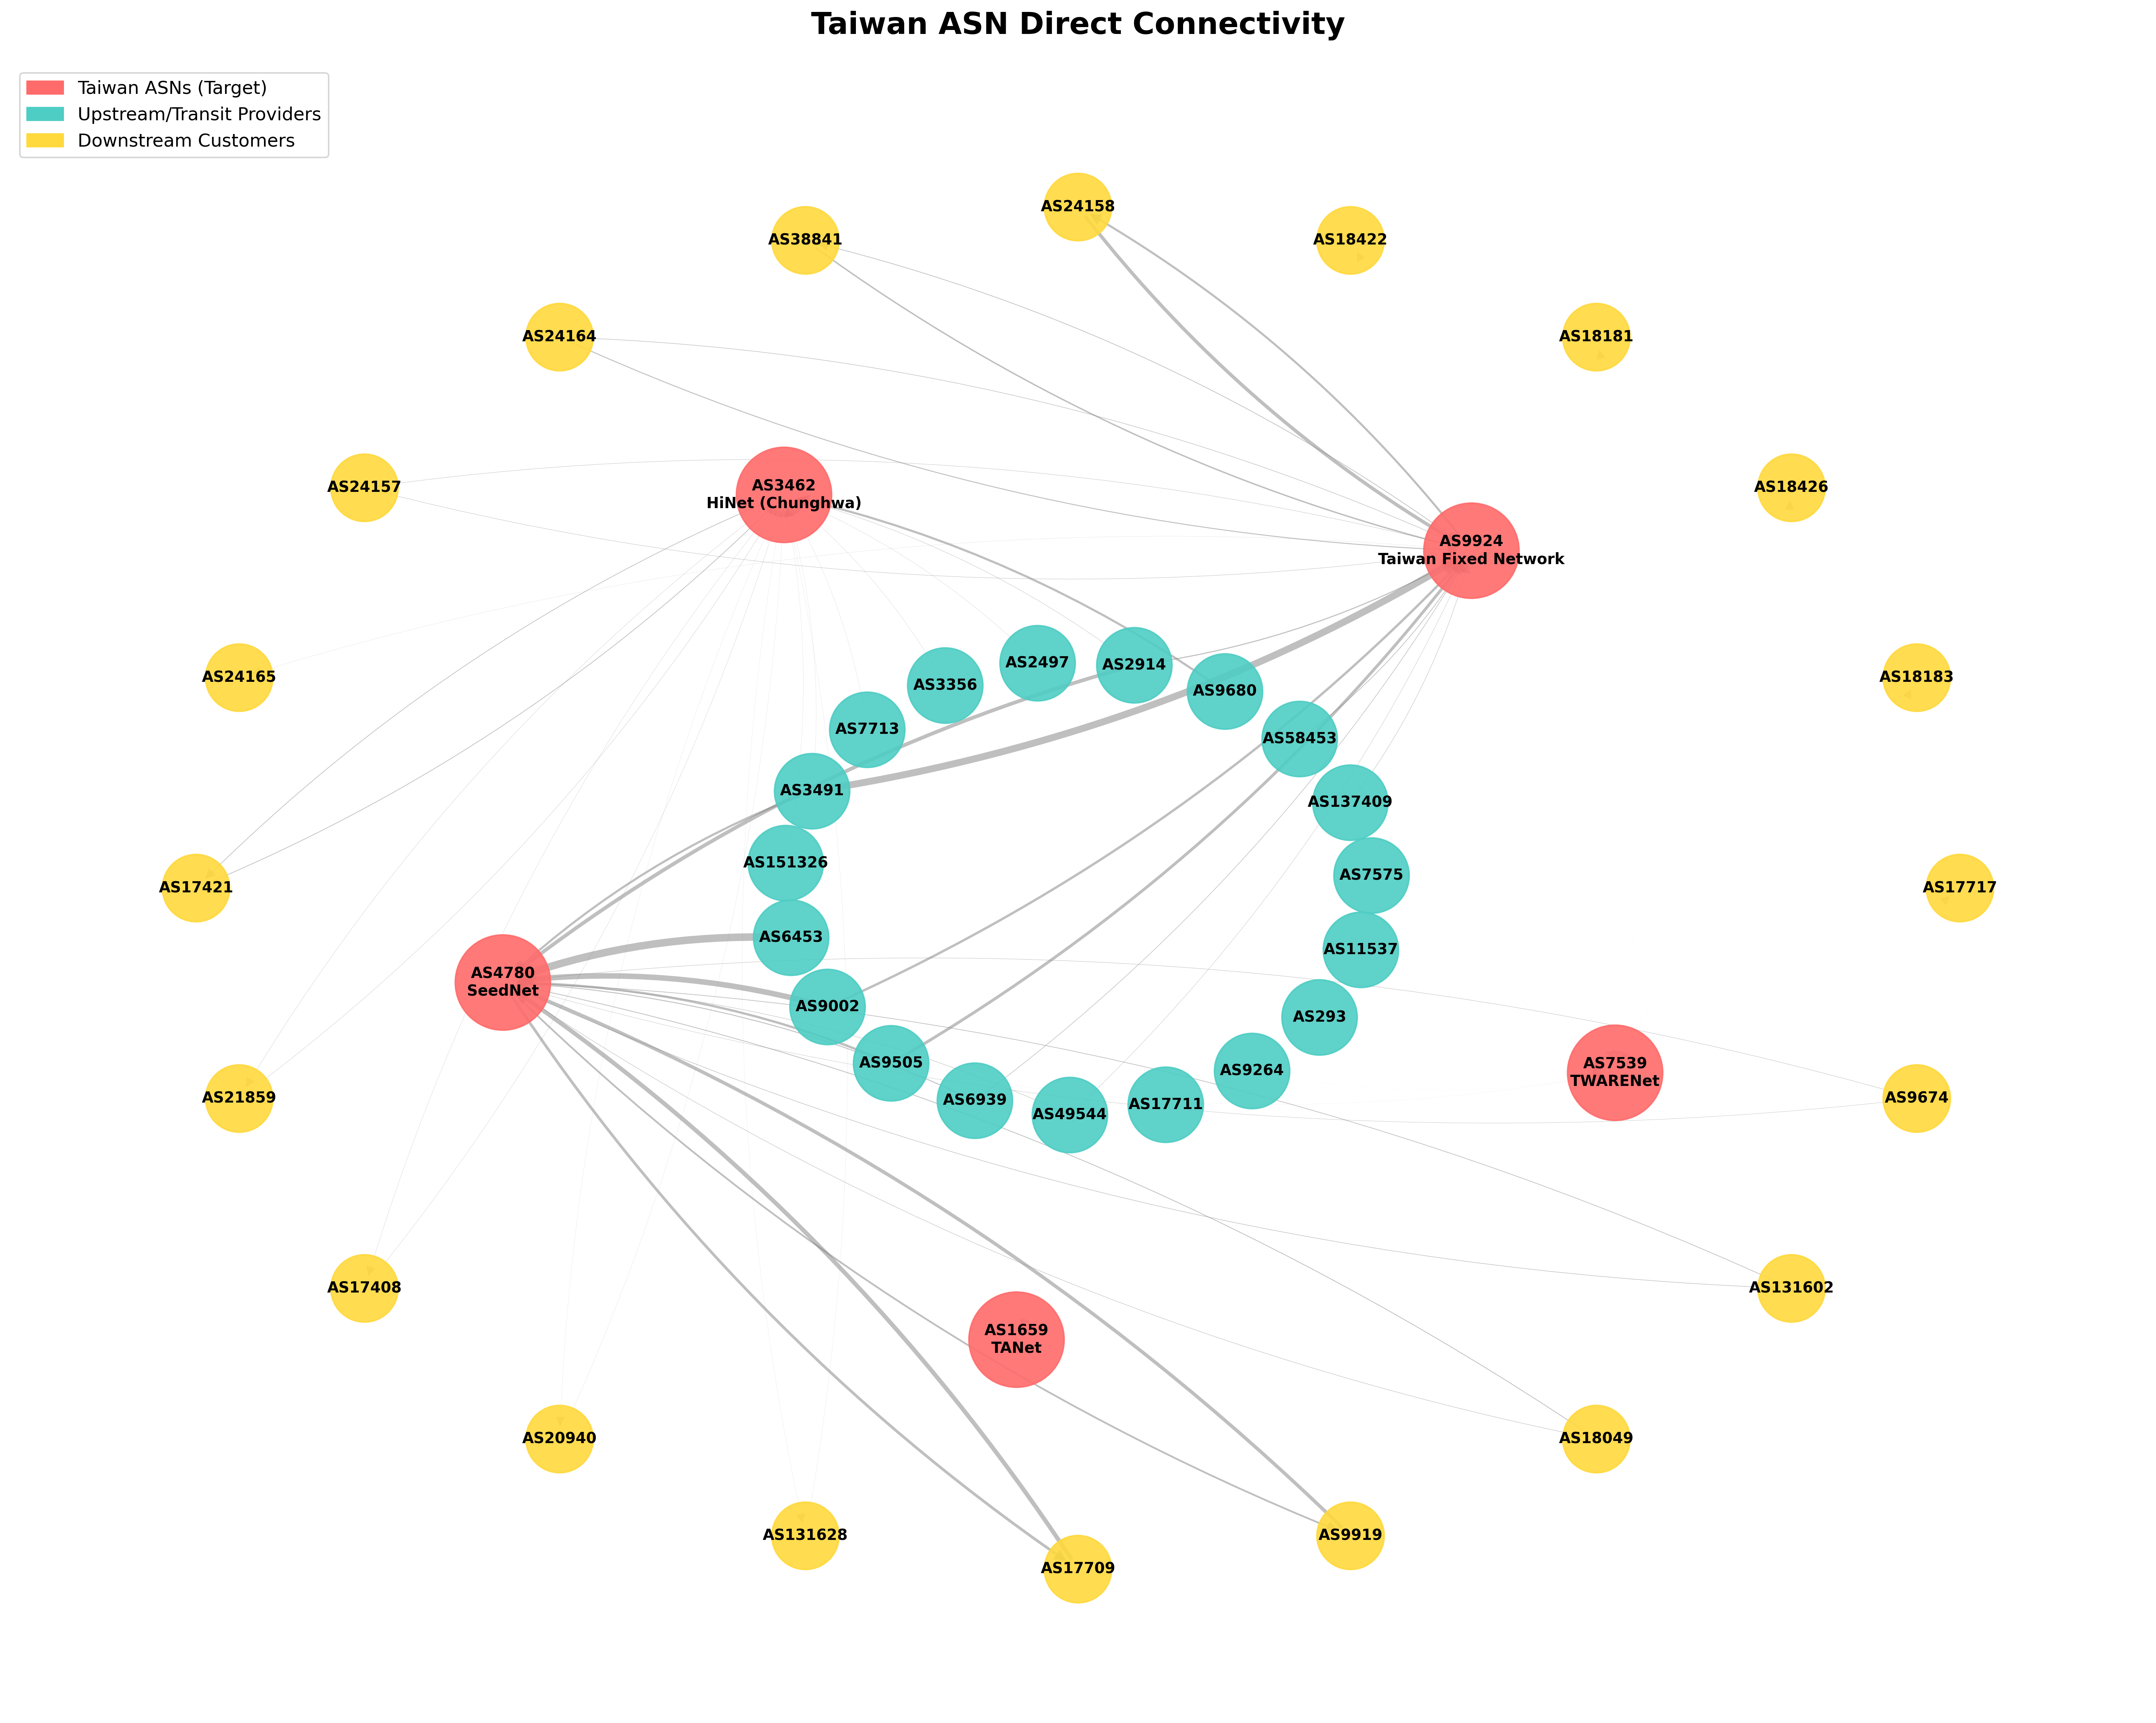 Taiwan ASN Direct Connectivity
Taiwan ASNs (Target)
Upstream/Transit Providers
Downstream Customers
AS24158
AS38841
AS18422
AS24164
AS18181
AS24157
AS3462
HiNet (Chunghwa)
AS18426
AS9924
Taiwan Fixed Network
AS2497
AS2914
AS24165
AS3356
AS9680
AS18183
AS7713
AS58453
AS3491
AS137409
AS151326
AS7575
AS17421
AS17717
AS6453
AS11537
AS4780
SeedNet
AS9002
AS293
AS9505
AS9264
AS7539
TWARENet
AS21859
AS6939
AS49544
AS17711
AS9674
AS17408
AS131602
AS1659
TANet
AS20940
AS18049
AS131628
AS9919
AS17709